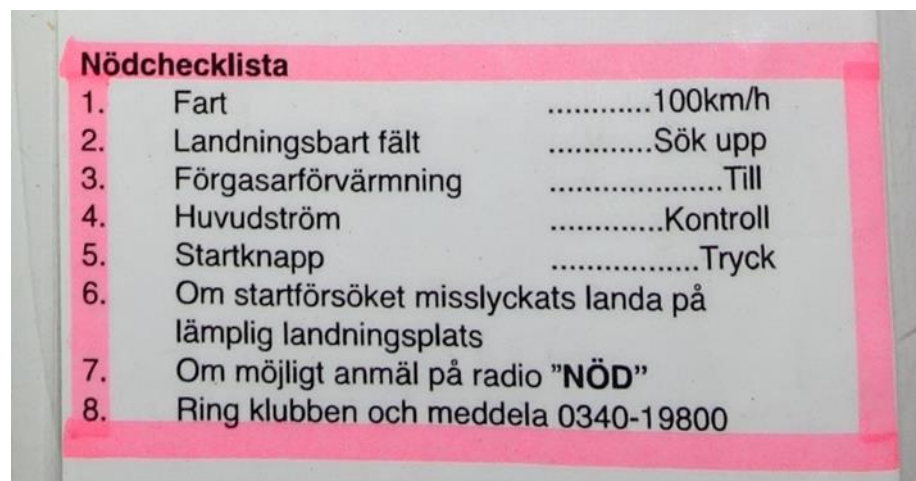 Nödchecklista
1. Fart ............100km/h
2. Landningsbart fält ............Sök upp
3. Förgasarförvärmning .....................Till
4. Huvudström .............Kontroll
5. Startknapp .................Tryck
6. Om startförsöket misslyckats landa på
lämplig landningsplats
7. Om möjligt anmäl på radio ”NÖD”
8. Ring klubben och meddela 0340-19800